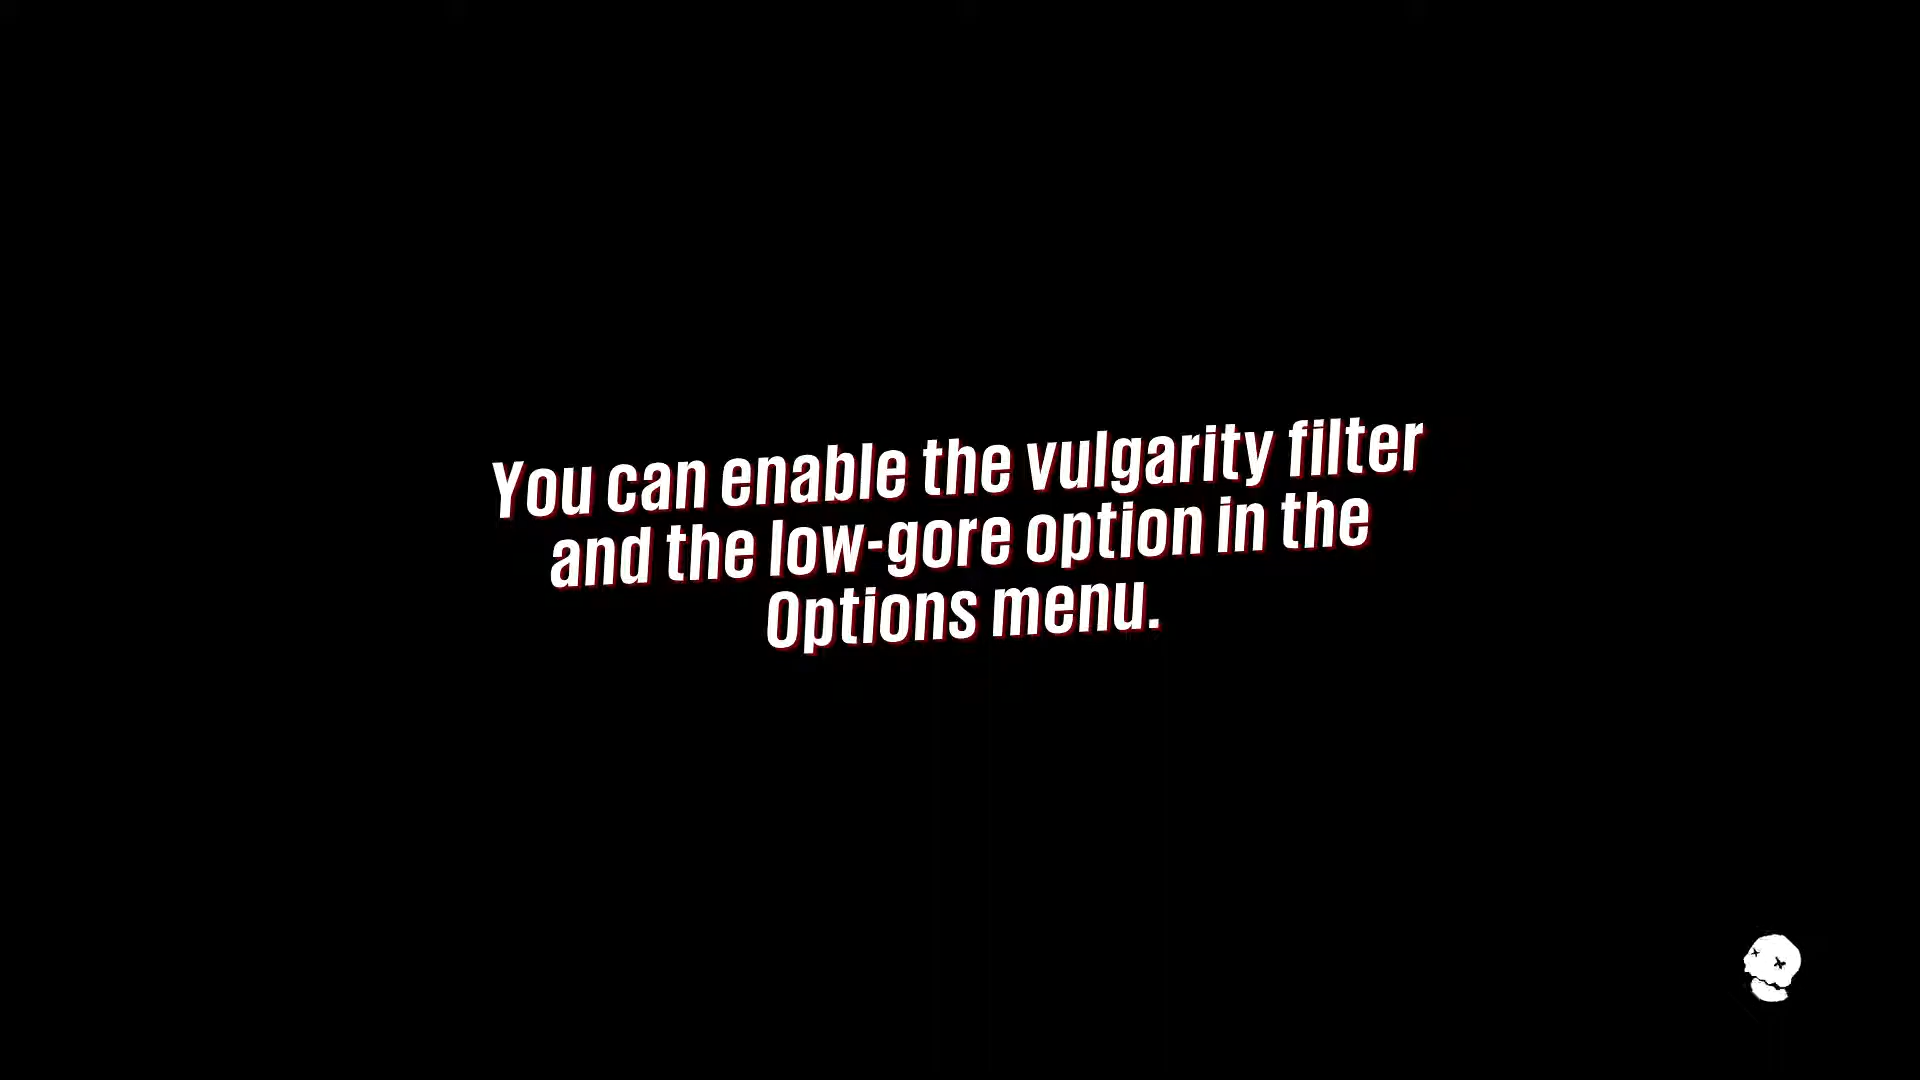 You can enable the vulgarity filter
and the low-gore option in the
Options menu.